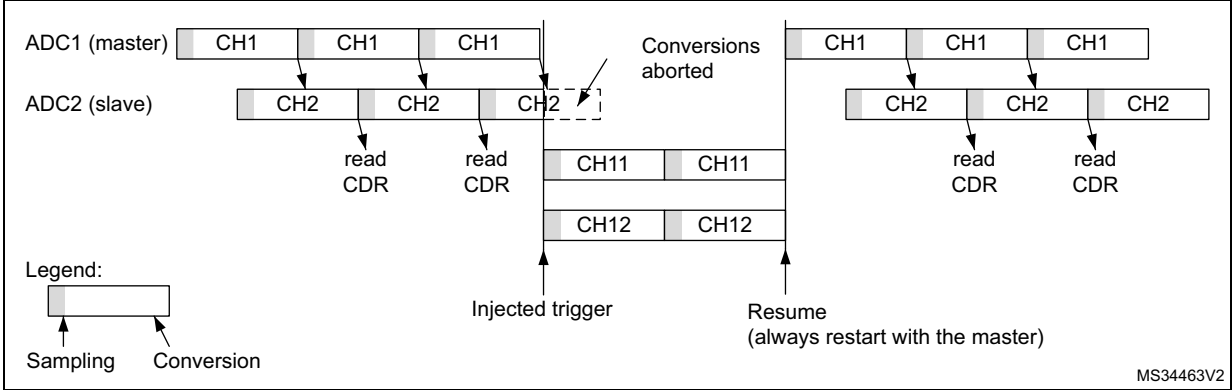 ADC1 (master) CH1 CH1 CH1 CH1 CH1 CH1
Conversions
aborted
ADC2 (slave) CH2 CH2 CH2 CH2 CH2 CH2
read read read read
CDR CDR CDR CDR
CH11 CH11
CH12 CH12
Legend:
Injected trigger
Resume
(always restart with the master)
Sampling Conversion
MS34463V2